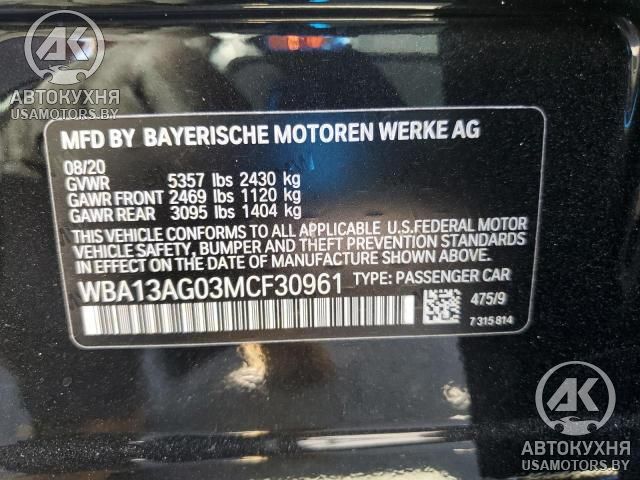 AK
АВТОКУХНЯ
USAMOTORS.BY
MFD BY BAYERISCHE MOTOREN WERKE AG
08/20
GVWR 5357 lbs 2430 kg
GAWR FRONT 2469 lbs 1120 kg
GAWR REAR 3095 lbs 1404 kg
THIS VEHICLE CONFORMS TO ALL APPLICABLE U.S.FEDERAL MOTOR
VEHICLE SAFETY, BUMPER AND THEFT PREVENTION STANDARDS
IN EFFECT ON THE DATE OF MANUFACTURE SHOWN ABOVE.
WBA13AG03MCF30961 TYPE: PASSENGER CAR
475/9
7 315 814
AK
АВТОКУХНЯ
USAMOTORS.BY